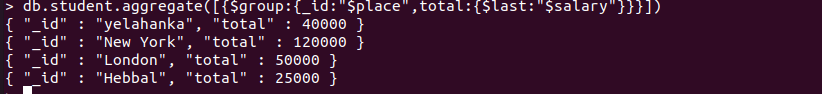 > db.student.aggregate([{$group:{_id:"$place",total:{$last:"$salary"}}}])
{ "_id" : "yelahanka", "total" : 40000 }
{ "_id" : "New York", "total" : 120000 }
{ "_id" : "London", "total" : 50000 }
{ "_id" : "Hebbal", "total" : 25000 }